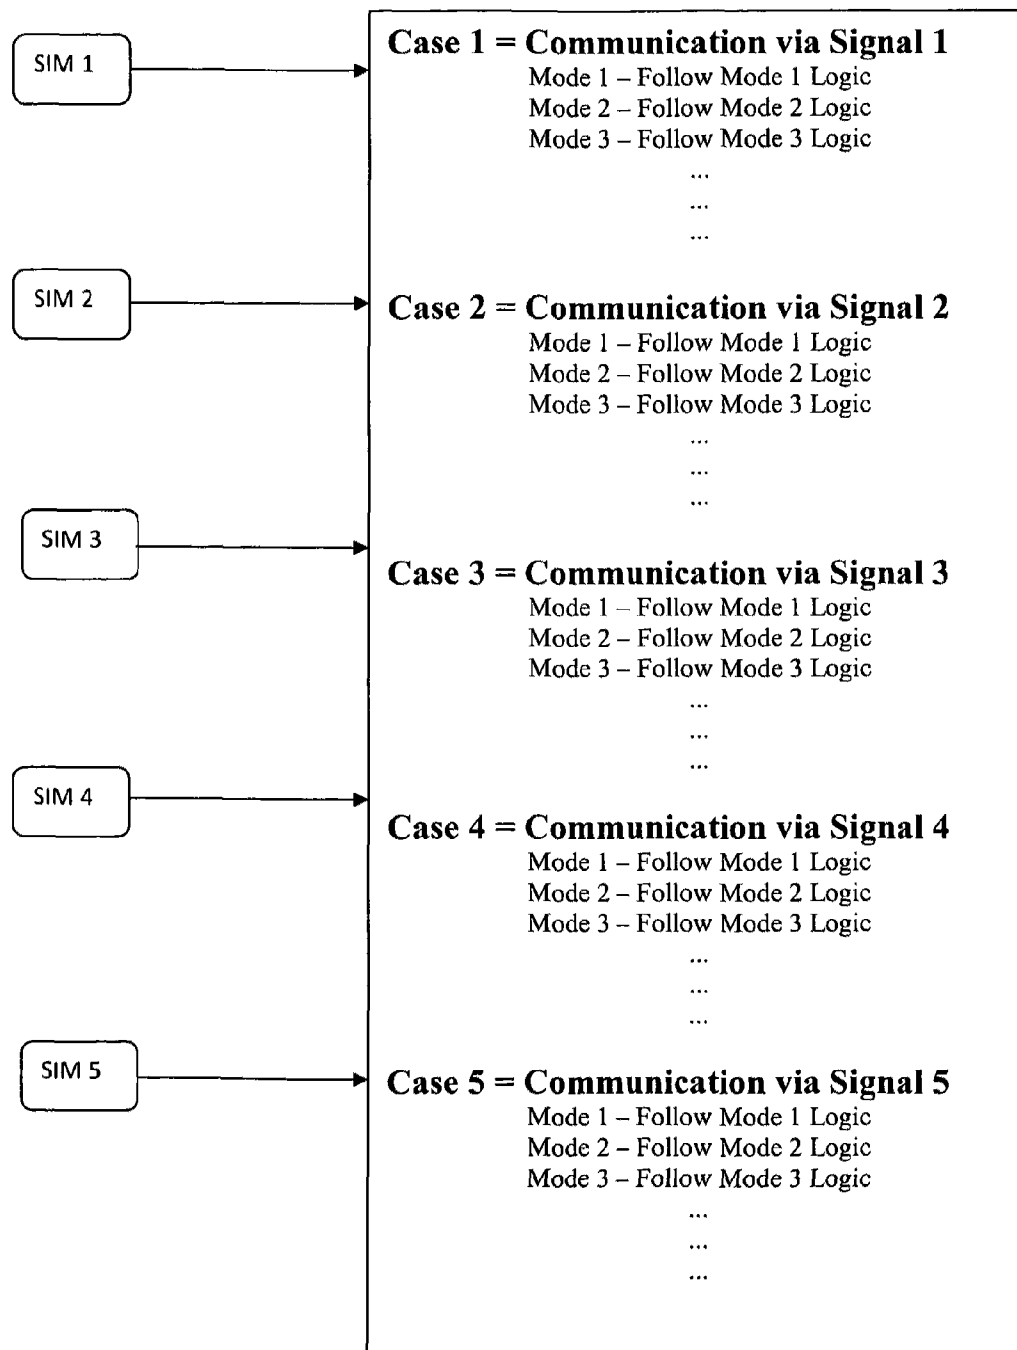 SIM 1
Case 1 = Communication via Signal 1
Mode 1 – Follow Mode 1 Logic
Mode 2 – Follow Mode 2 Logic
Mode 3 – Follow Mode 3 Logic
...
...
...
SIM 2
Case 2 = Communication via Signal 2
Mode 1 – Follow Mode 1 Logic
Mode 2 – Follow Mode 2 Logic
Mode 3 – Follow Mode 3 Logic
...
...
...
SIM 3
Case 3 = Communication via Signal 3
Mode 1 – Follow Mode 1 Logic
Mode 2 – Follow Mode 2 Logic
Mode 3 – Follow Mode 3 Logic
...
...
...
SIM 4
Case 4 = Communication via Signal 4
Mode 1 – Follow Mode 1 Logic
Mode 2 – Follow Mode 2 Logic
Mode 3 – Follow Mode 3 Logic
...
...
...
SIM 5
Case 5 = Communication via Signal 5
Mode 1 – Follow Mode 1 Logic
Mode 2 – Follow Mode 2 Logic
Mode 3 – Follow Mode 3 Logic
...
...
...